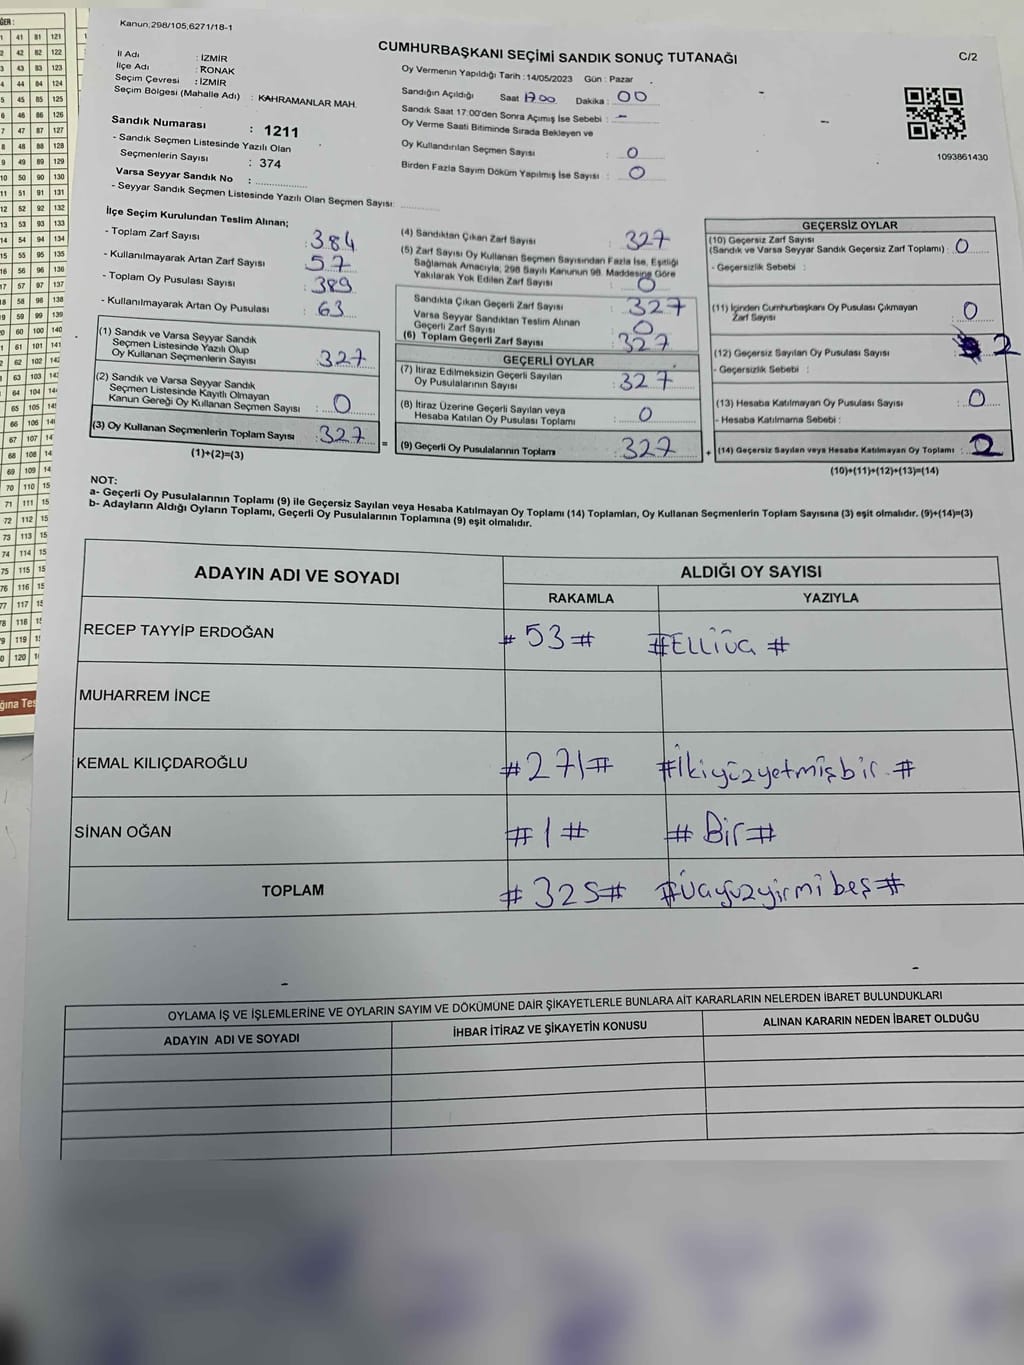 Kanun;298/105,6271/18-1
CUMHURBAŞKANI SEÇİMİ SANDIK SONUÇ TUTANAĞI
C/2
İl Adı : İZMİR
İlçe Adı : KONAK
Seçim Çevresi : İZMİR
Seçim Bölgesi (Mahalle Adı) : KAHRAMANLAR MAH.
Sandık Numarası : 1211
- Sandık Seçmen Listesinde Yazılı Olan
Seçmenlerin Sayısı : 374
Varsa Seyyar Sandık No :
- Seyyar Sandık Seçmen Listesinde Yazılı Olan Seçmen Sayısı:
Oy Vermenin Yapıldığı Tarih : 14/05/2023 Gün : Pazar
Sandığın Açıldığı Saat 17:00 Dakika : 00
Sandık Saat 17:00'den Sonra Açımış İse Sebebi : -
Oy Verme Saati Bitiminde Sırada Bekleyen ve
Oy Kullandırılan Seçmen Sayısı : 0
Birden Fazla Sayım Döküm Yapılmış İse Sayısı : 0
1093861430
İlçe Seçim Kurulundan Teslim Alınan;
- Toplam Zarf Sayısı : 384
- Kullanılmayarak Artan Zarf Sayısı : 57
- Toplam Oy Pusulası Sayısı : 389
- Kullanılmayarak Artan Oy Pusulası : 63
(1) Sandık ve Varsa Seyyar Sandık
Seçmen Listesinde Yazılı Olup
Oy Kullanan Seçmenlerin Sayısı : 327
(2) Sandık ve Varsa Seyyar Sandık
Seçmen Listesinde Kayıtlı Olmayan
Kanun Gereği Oy Kullanan Seçmen Sayısı : 0
(3) Oy Kullanan Seçmenlerin Toplam Sayısı : 327 =
(1)+(2)=(3)
(4) Sandıktan Çıkan Zarf Sayısı : 327
(5) Zarf Sayısı Oy Kullanan Seçmen Sayısından Fazla İse, Eşitliği
Sağlamak Amacıyla, 298 Sayılı Kanunun 98. Maddesine Göre
Yakılarak Yok Edilen Zarf Sayısı : 0
Sandıkta Çıkan Geçerli Zarf Sayısı : 327
Varsa Seyyar Sandıktan Teslim Alınan
Geçerli Zarf Sayısı : 0
(6) Toplam Geçerli Zarf Sayısı : 327
GEÇERLİ OYLAR
(7) İtiraz Edilmeksizin Geçerli Sayılan
Oy Pusulalarının Sayısı : 327
(8) İtiraz Üzerine Geçerli Sayılan veya
Hesaba Katılan Oy Pusulası Toplamı : 0
(9) Geçerli Oy Pusulalarının Toplamı : 327 +
GEÇERSİZ OYLAR
(10) Geçersiz Zarf Sayısı
(Sandık ve Varsa Seyyar Sandık Geçersiz Zarf Toplamı) : 0
- Geçersizlik Sebebi :
(11) İçinden Cumhurbaşkanı Oy Pusulası Çıkmayan
Zarf Sayısı : 0
(12) Geçersiz Sayılan Oy Pusulası Sayısı : 2
- Geçersizlik Sebebi :
(13) Hesaba Katılmayan Oy Pusulası Sayısı : 0
- Hesaba Katılmama Sebebi :
(14) Geçersiz Sayılan veya Hesaba Katılmayan Oy Toplamı : 2
(10)+(11)+(12)+(13)=(14)
NOT:
a- Geçerli Oy Pusulalarının Toplamı (9) ile Geçersiz Sayılan veya Hesaba Katılmayan Oy Toplamı (14) Toplamları, Oy Kullanan Seçmenlerin Toplam Sayısına (3) eşit olmalıdır. (9)+(14)=(3)
b- Adayların Aldığı Oyların Toplamı, Geçerli Oy Pusulalarının Toplamına (9) eşit olmalıdır.
ADAYIN ADI VE SOYADI ALDIĞI OY SAYISI
RAKAMLA YAZIYLA
RECEP TAYYİP ERDOĞAN #53# #ELLİÜÇ#
MUHARREM İNCE
KEMAL KILIÇDAROĞLU #271# #İkiyüzyetmişbir#
SİNAN OĞAN #1# #Bir#
TOPLAM #325# #Üçyüzyirmibeş#
OYLAMA İŞ VE İŞLEMLERİNE VE OYLARIN SAYIM VE DÖKÜMÜNE DAİR ŞİKAYETLERLE BUNLARA AİT KARARLARIN NELERDEN İBARET BULUNDUKLARI
ADAYIN ADI VE SOYADI İHBAR İTİRAZ VE ŞİKAYETİN KONUSU ALINAN KARARIN NEDEN İBARET OLDUĞU